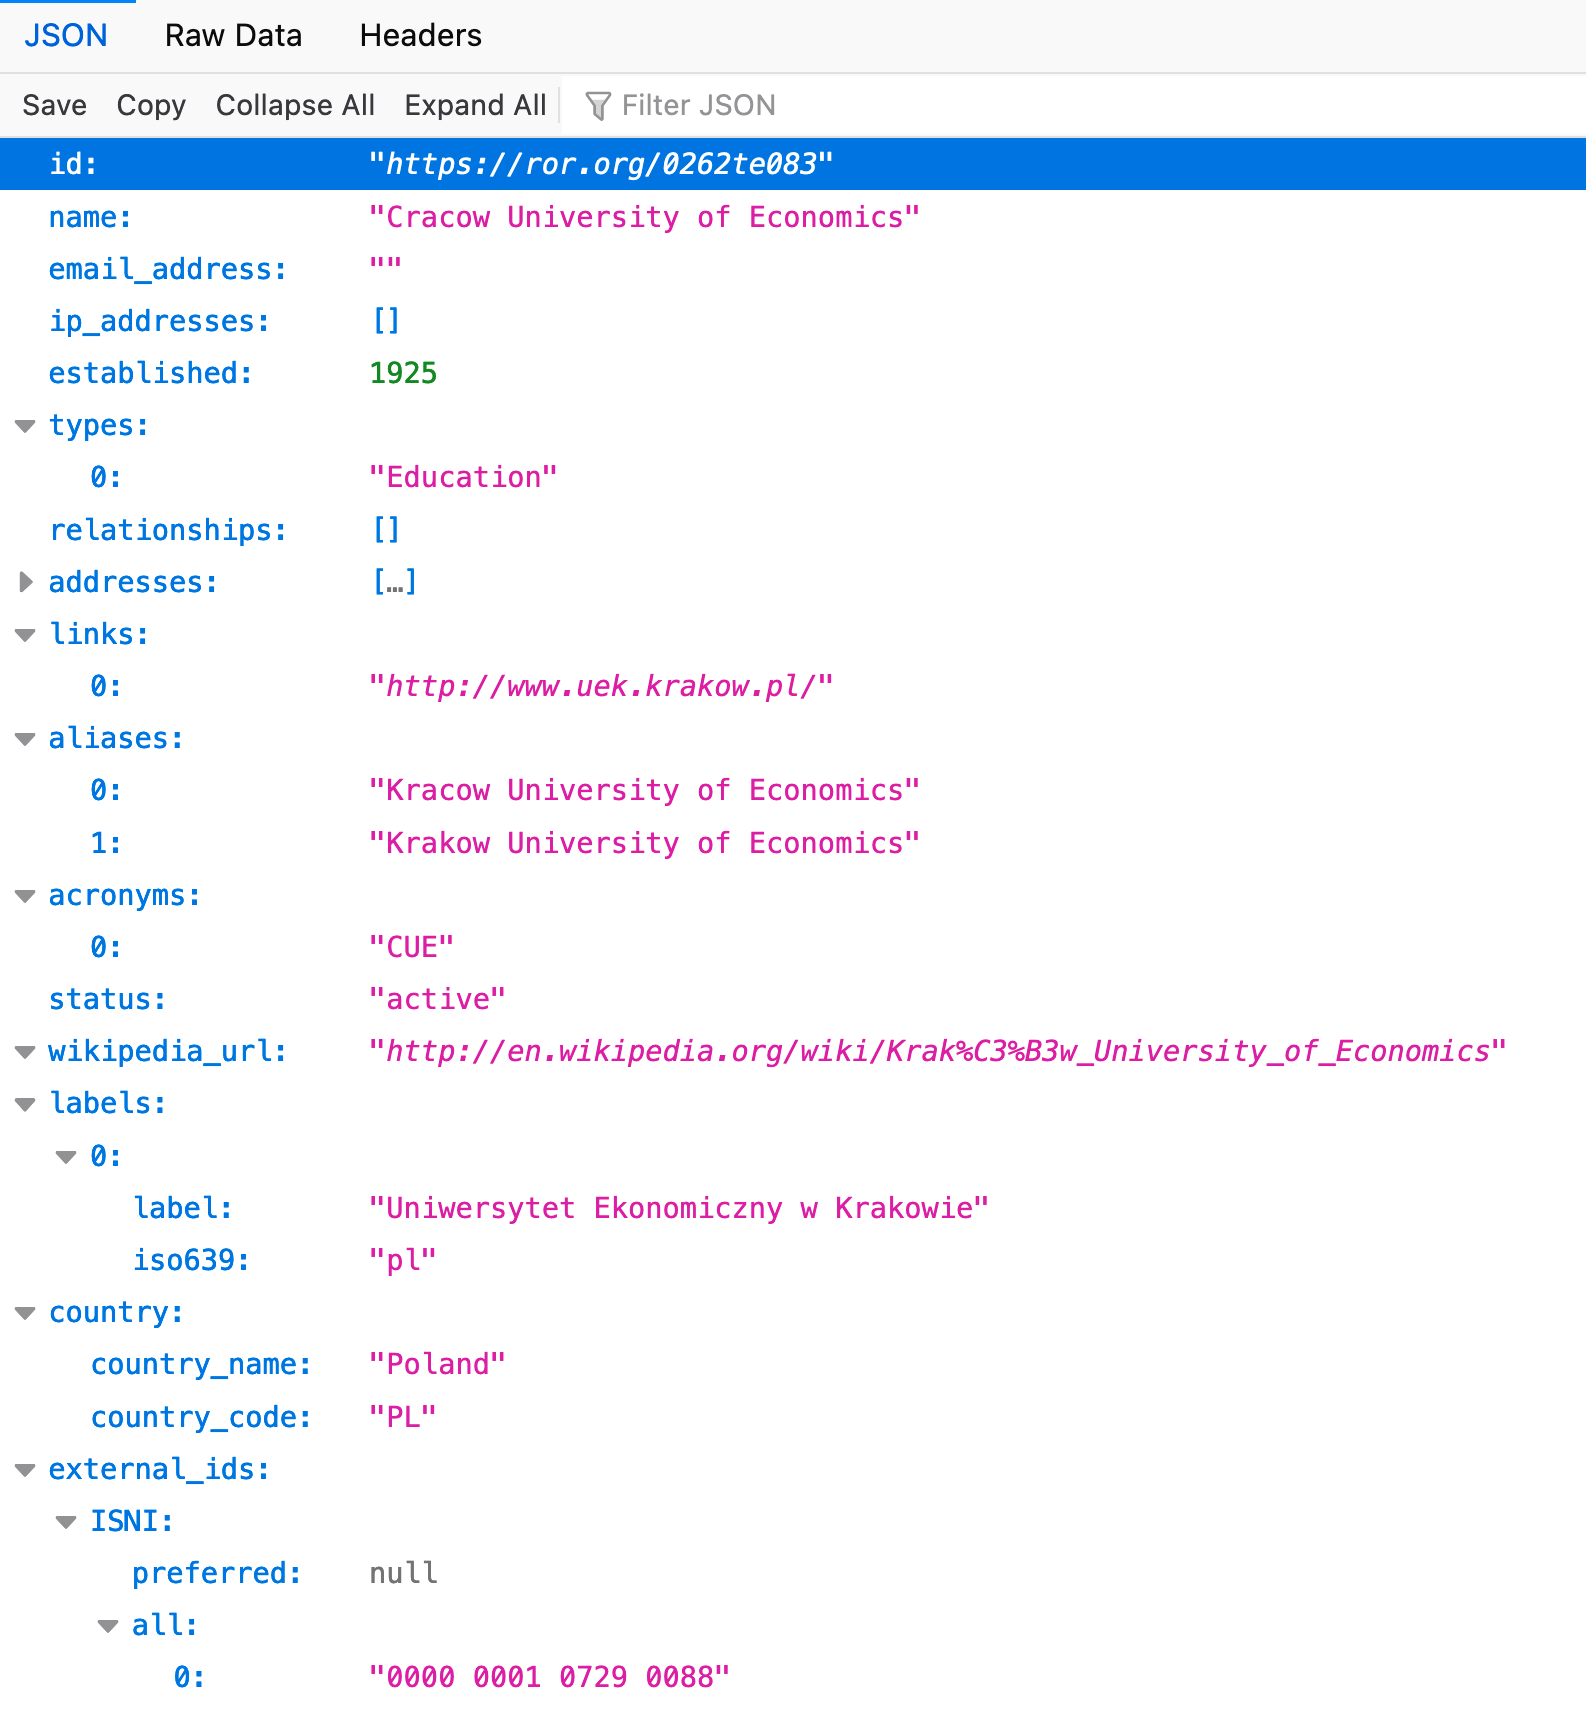 JSON Raw Data Headers
Save Copy Collapse All Expand All Filter JSON
id: "https://ror.org/0262te083"
name: "Cracow University of Economics"
email_address: ""
ip_addresses: []
established: 1925
types:
0: "Education"
relationships: []
addresses: […]
links:
0: "http://www.uek.krakow.pl/"
aliases:
0: "Kracow University of Economics"
1: "Krakow University of Economics"
acronyms:
0: "CUE"
status: "active"
wikipedia_url: "http://en.wikipedia.org/wiki/Krak%C3%B3w_University_of_Economics"
labels:
0:
label: "Uniwersytet Ekonomiczny w Krakowie"
iso639: "pl"
country:
country_name: "Poland"
country_code: "PL"
external_ids:
ISNI:
preferred: null
all:
0: "0000 0001 0729 0088"